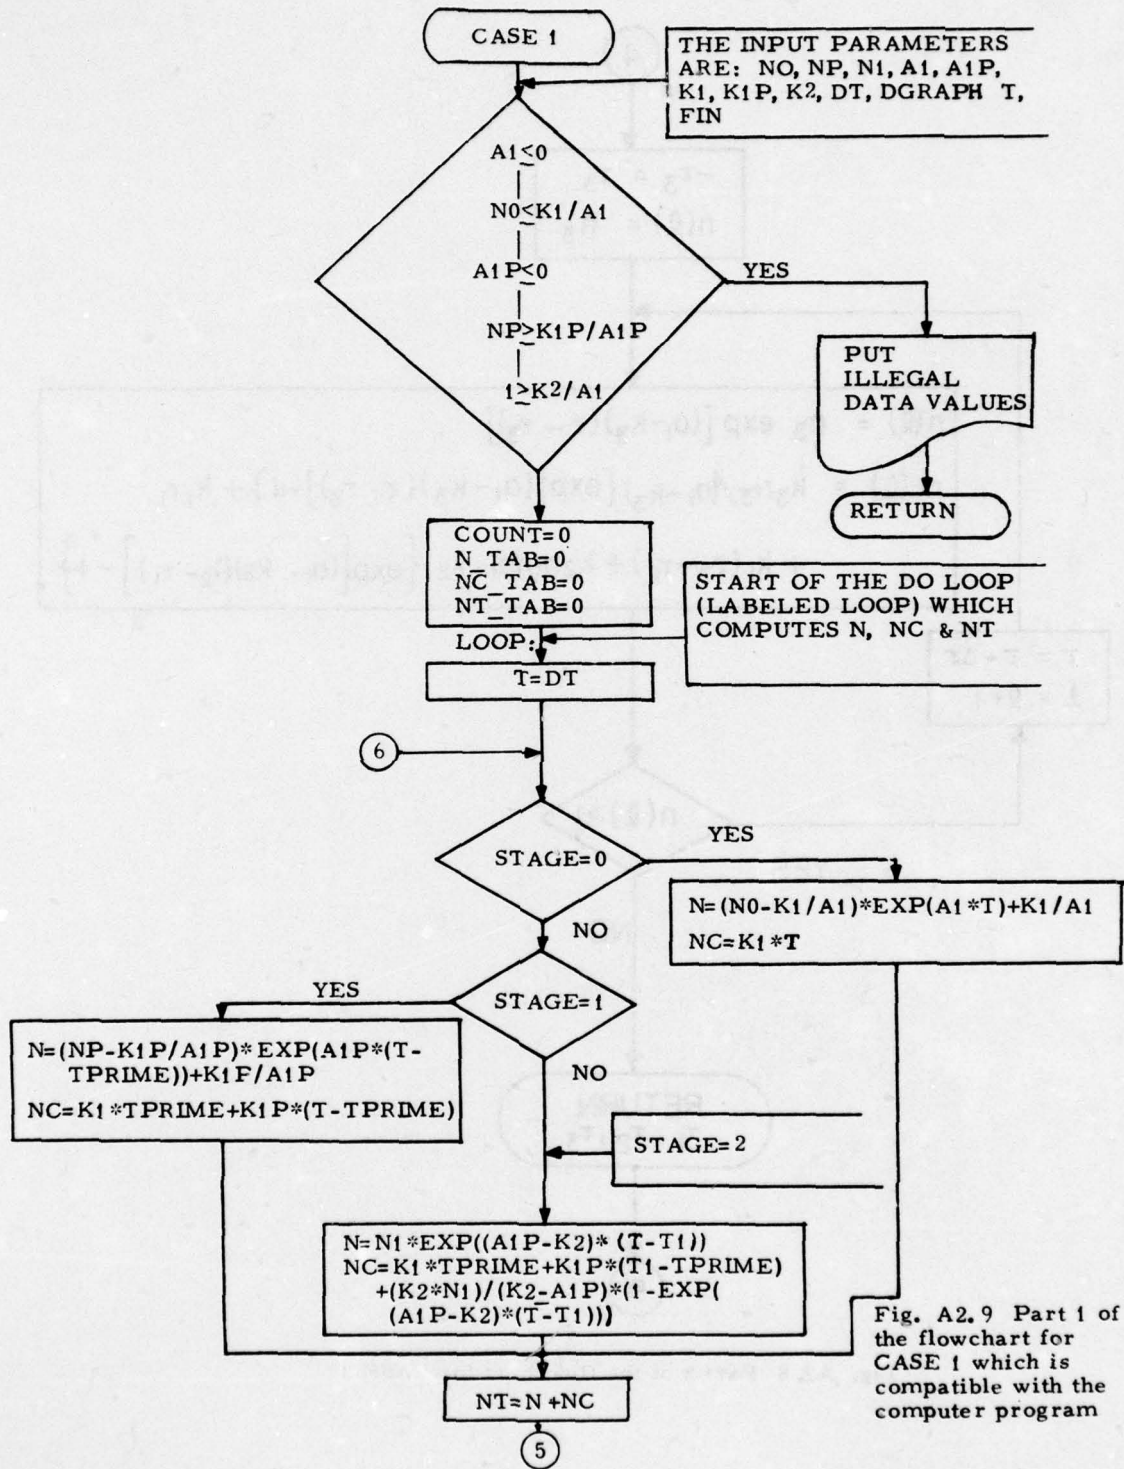 CASE 1
THE INPUT PARAMETERS
ARE: NO, NP, N1, A1, A1P,
K1, K1P, K2, DT, DGRAPH T,
FIN
A1≤0
N0≤K1/A1
A1P≤0
NP≥K1P/A1P
1≥K2/A1
YES
PUT
ILLEGAL
DATA VALUES
RETURN
COUNT=0
N_TAB=0
NC_TAB=0
NT_TAB=0
LOOP:
START OF THE DO LOOP
(LABELED LOOP) WHICH
COMPUTES N, NC & NT
T=DT
6
STAGE=0
YES
N=(N0-K1/A1)*EXP(A1*T)+K1/A1
NC=K1*T
NO
STAGE=1
YES
N=(NP-K1P/A1P)*EXP(A1P*(T-
TPRIME))+K1F/A1P
NC=K1*TPRIME+K1P*(T-TPRIME)
NO
STAGE=2
N=N1*EXP((A1P-K2)*(T-T1))
NC=K1*TPRIME+K1P*(T1-TPRIME)
+(K2*N1)/(K2-A1P)*(1-EXP(
(A1P-K2)*(T-T1)))
NT=N+NC
5
Fig. A2.9 Part 1 of
the flowchart for
CASE 1 which is
compatible with the
computer program